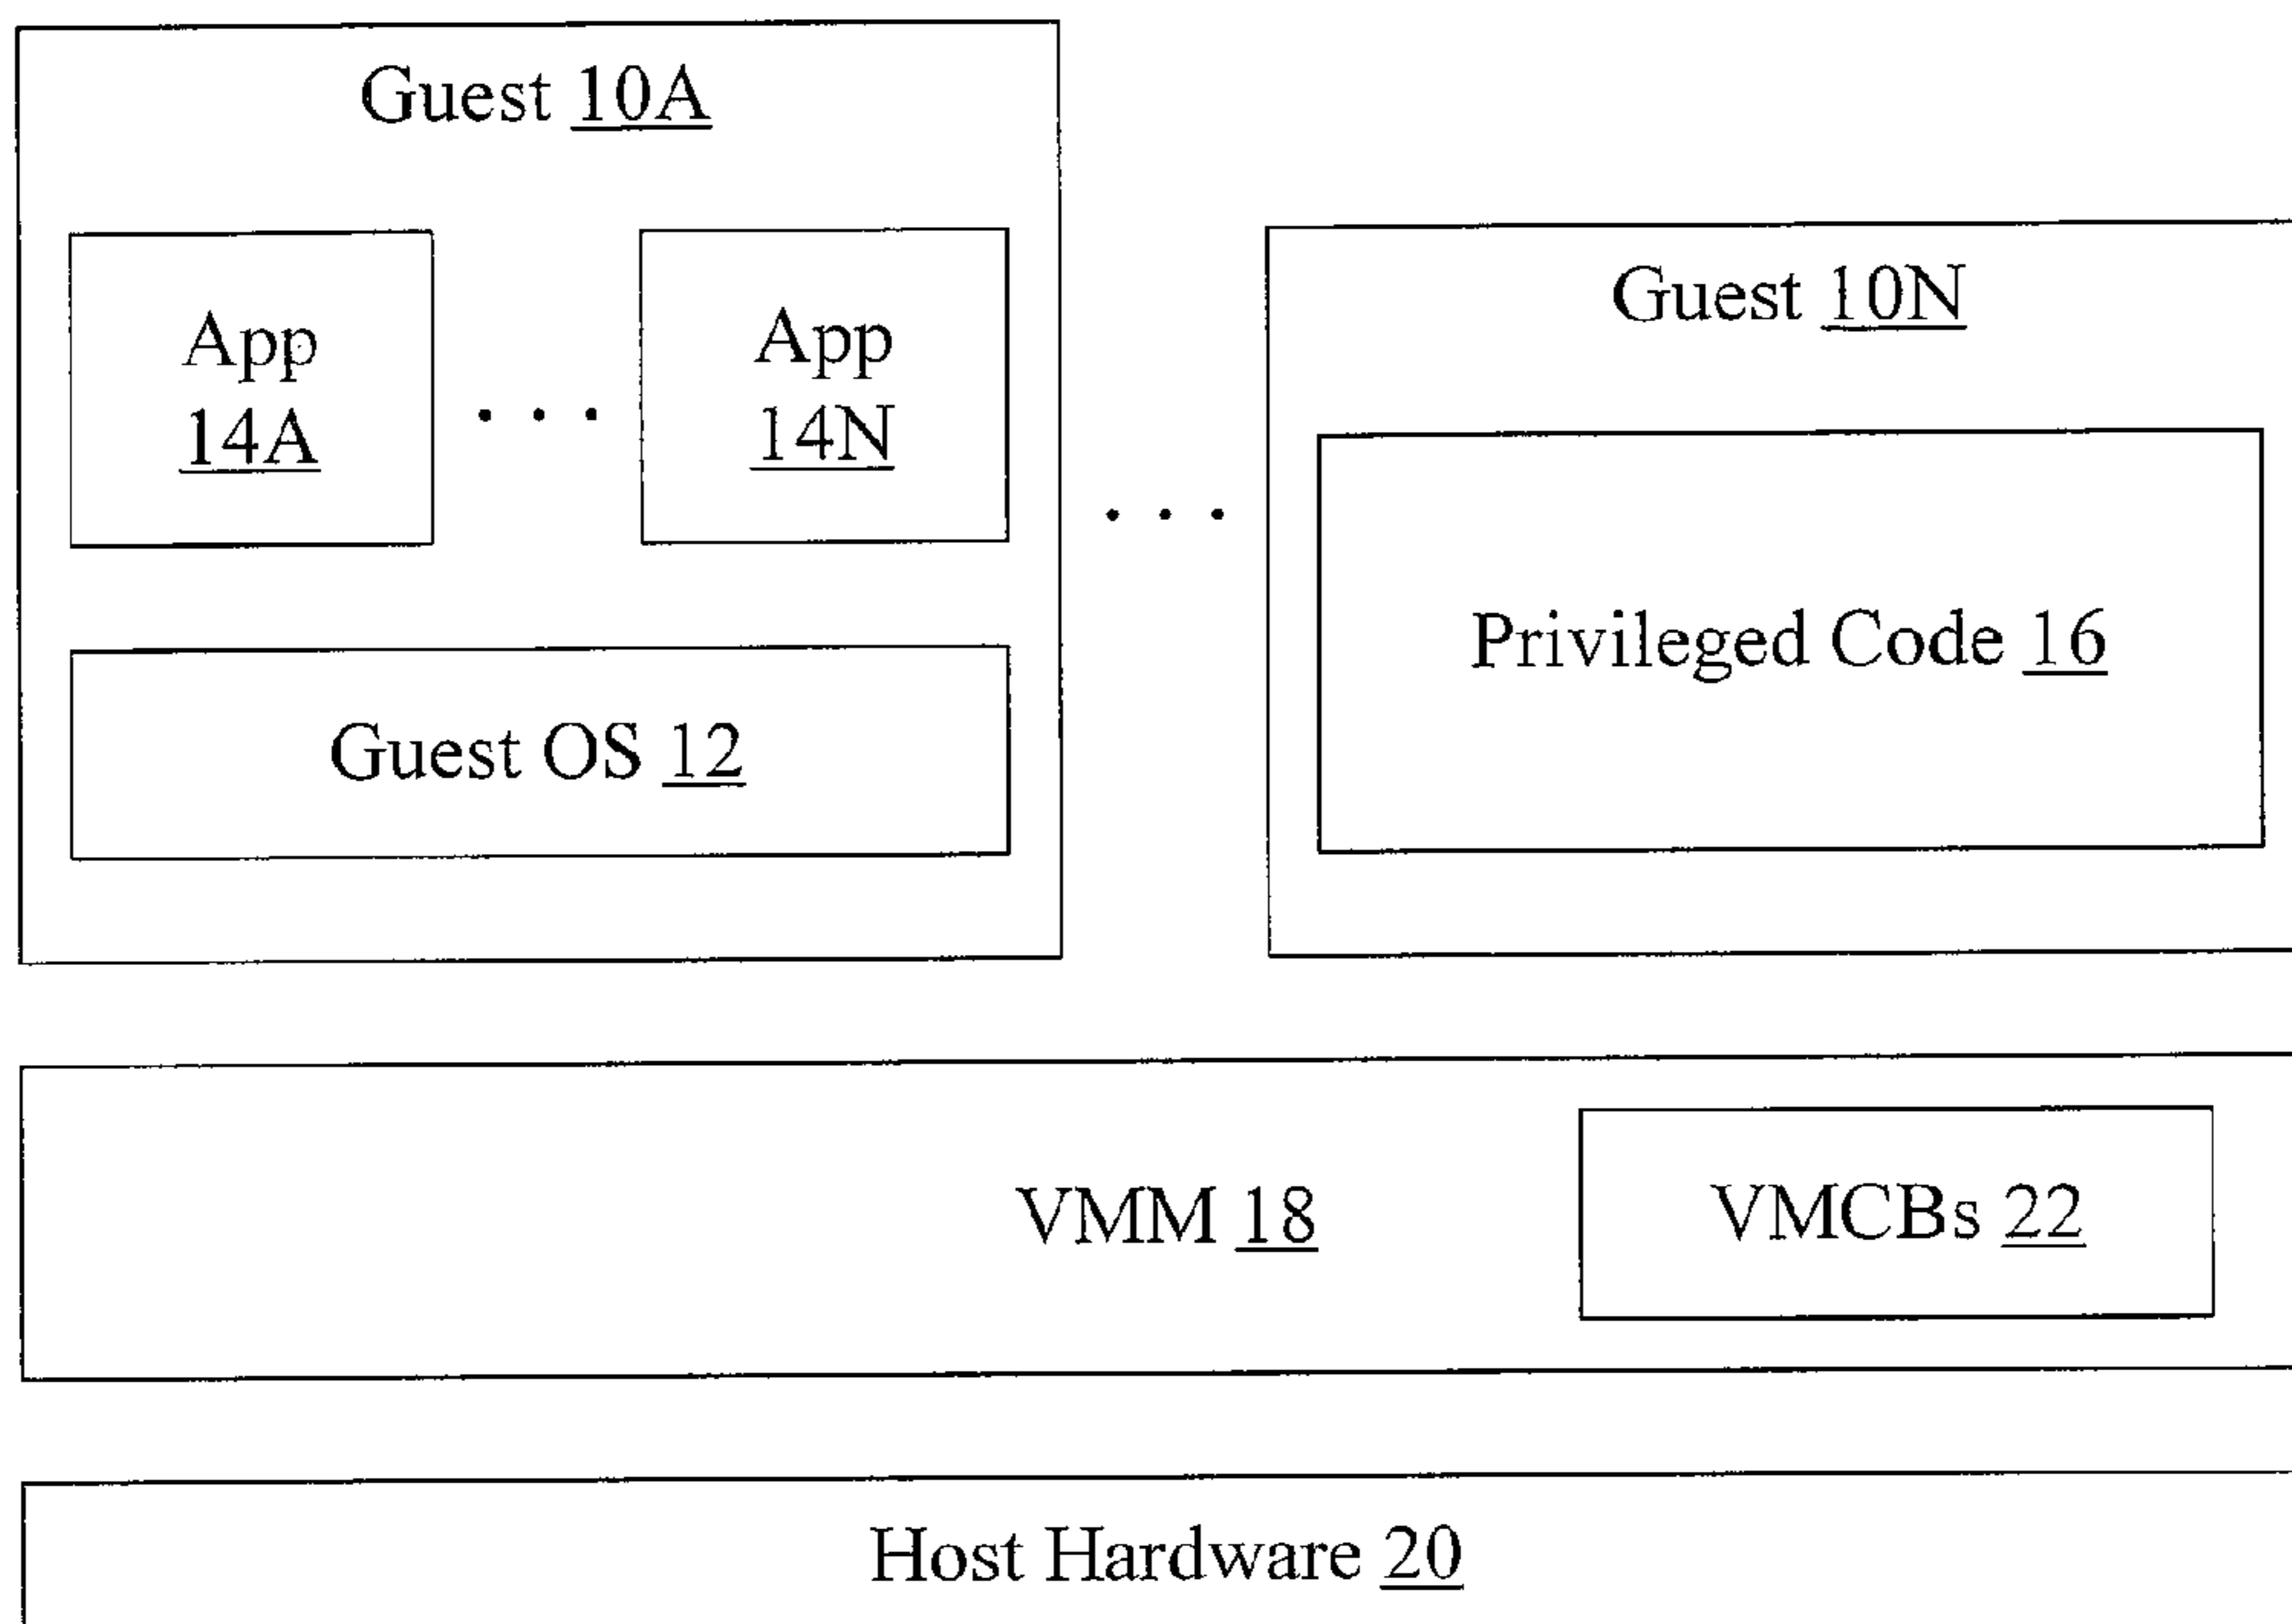 Guest 10A
App
14A
App
14N
Guest OS 12
Guest 10N
Privileged Code 16
VMM 18
VMCBs 22
Host Hardware 20